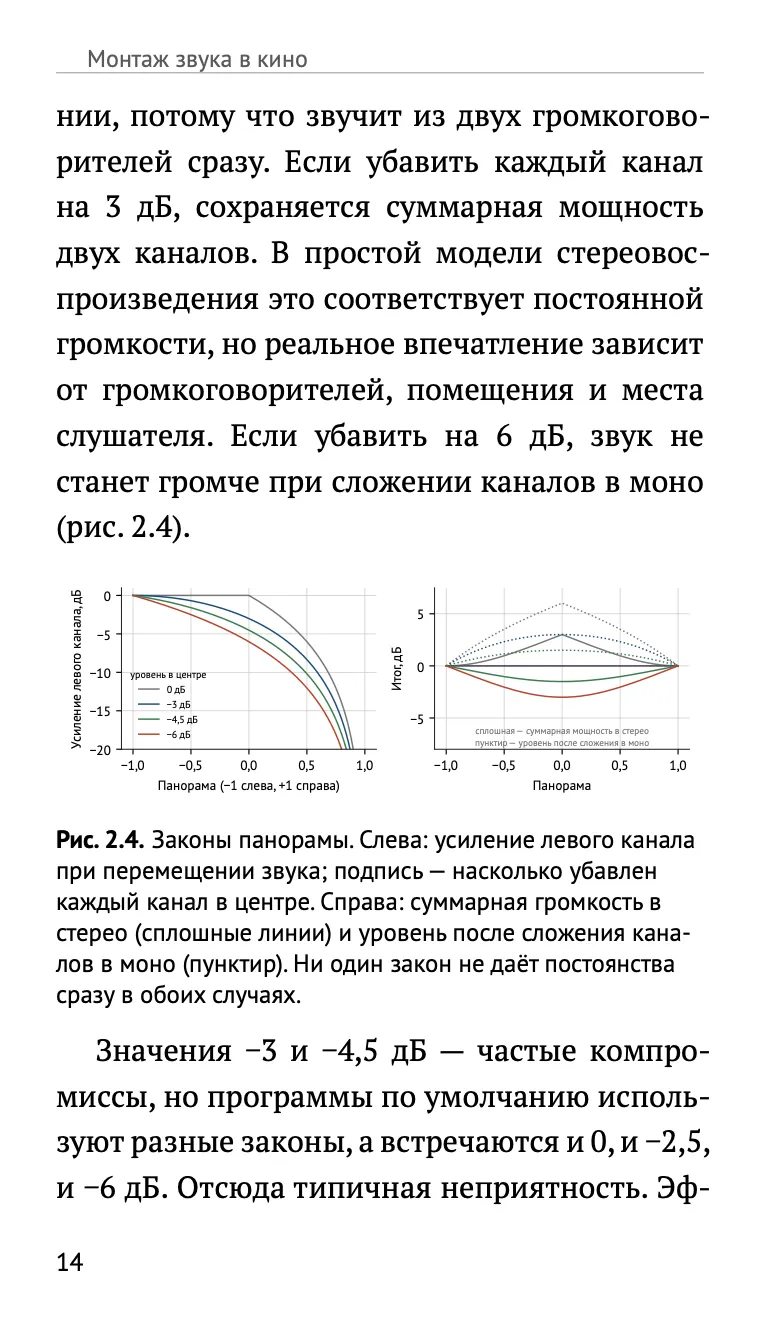 Монтаж звука в кино
нии, потому что звучит из двух громкогово-
рителей сразу. Если убавить каждый канал
на 3 дБ, сохраняется суммарная мощность
двух каналов. В простой модели стереовос-
произведения это соответствует постоянной
громкости, но реальное впечатление зависит
от громкоговорителей, помещения и места
слушателя. Если убавить на 6 дБ, звук не
станет громче при сложении каналов в моно
(рис. 2.4).
Усиление левого канала, дБ
0
−5
−10
−15
−20
уровень в центре
0 дБ
−3 дБ
−4,5 дБ
−6 дБ
−1,0 −0,5 0,0 0,5 1,0
Панорама (−1 слева, +1 справа)
Итог, дБ
5
0
−5
сплошная — суммарная мощность в стерео
пунктир — уровень после сложения в моно
−1,0 −0,5 0,0 0,5 1,0
Панорама
Рис. 2.4. Законы панорамы. Слева: усиление левого канала
при перемещении звука; подпись — насколько убавлен
каждый канал в центре. Справа: суммарная громкость в
стерео (сплошные линии) и уровень после сложения кана-
лов в моно (пунктир). Ни один закон не даёт постоянства
сразу в обоих случаях.
Значения −3 и −4,5 дБ — частые компро-
миссы, но программы по умолчанию исполь-
зуют разные законы, а встречаются и 0, и −2,5,
и −6 дБ. Отсюда типичная неприятность. Эф-
14